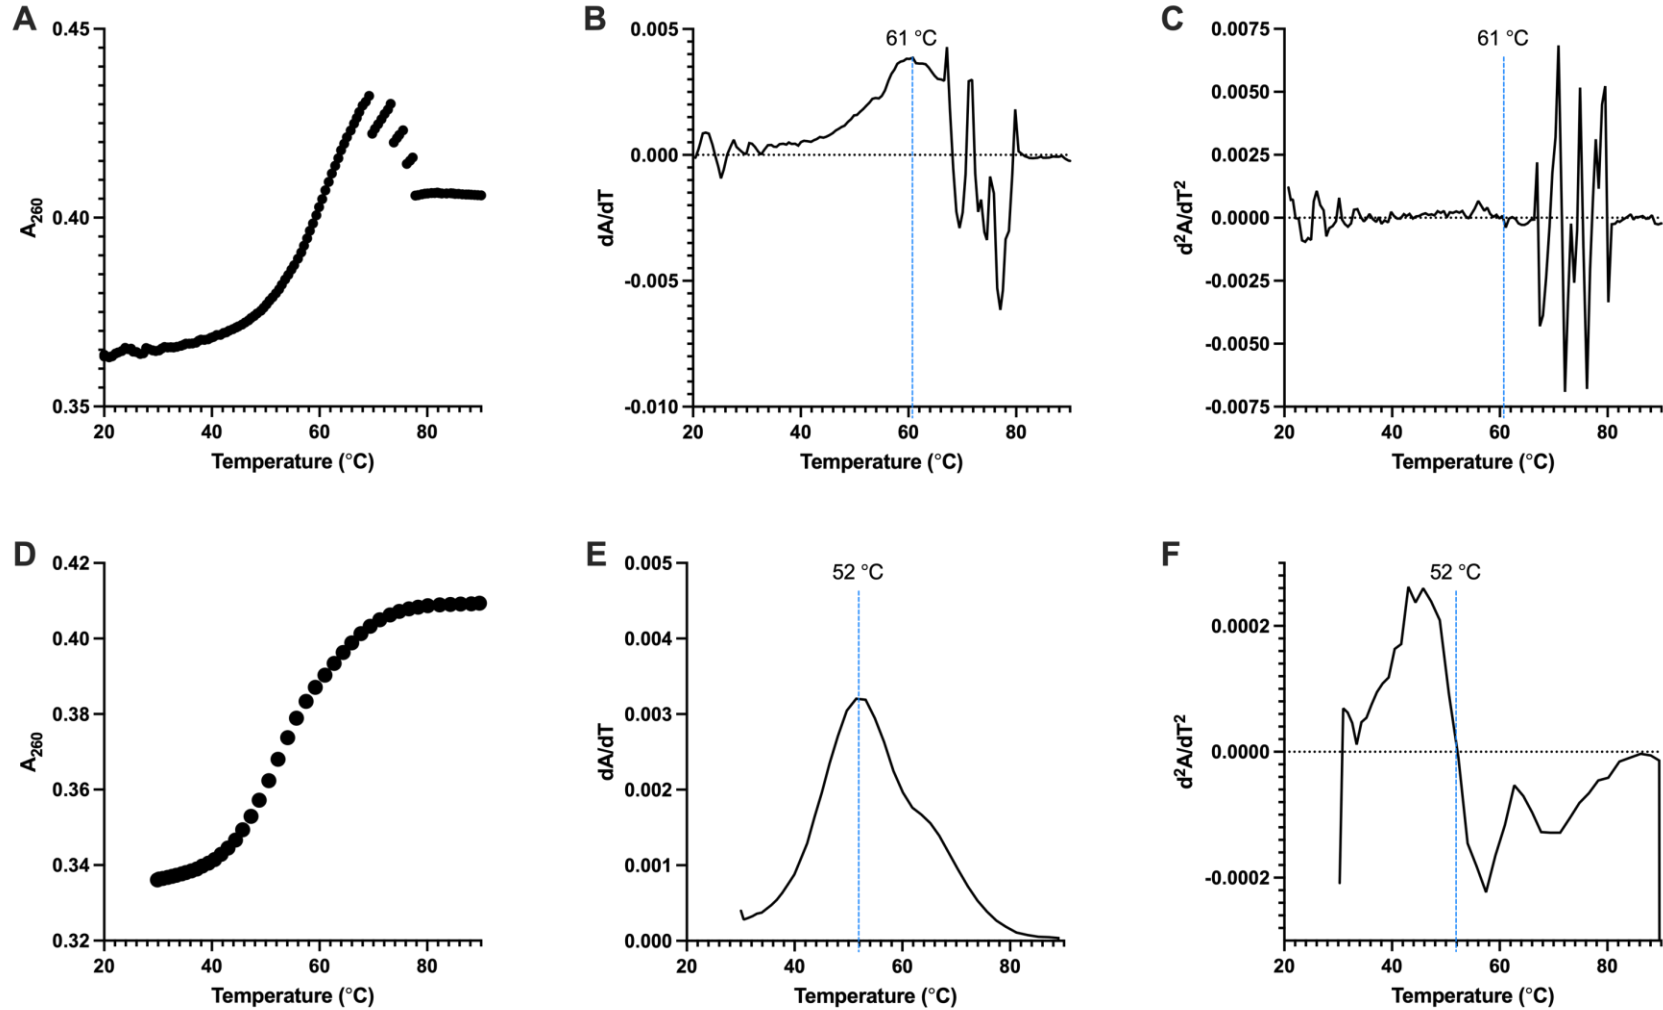 A
0.45
0.40
0.35
A260
20 40 60 80
Temperature (°C)
B
61 °C
0.005
0.000
-0.005
-0.010
dA/dT
20 40 60 80
Temperature (°C)
C
61 °C
0.0075
0.0050
0.0025
0.0000
-0.0025
-0.0050
-0.0075
d²A/dT²
20 40 60 80
Temperature (°C)
D
0.42
0.40
0.38
0.36
0.34
0.32
A260
20 40 60 80
Temperature (°C)
E
52 °C
0.005
0.004
0.003
0.002
0.001
0.000
dA/dT
20 40 60 80
Temperature (°C)
F
52 °C
0.0002
0.0000
-0.0002
d²A/dT²
20 40 60 80
Temperature (°C)